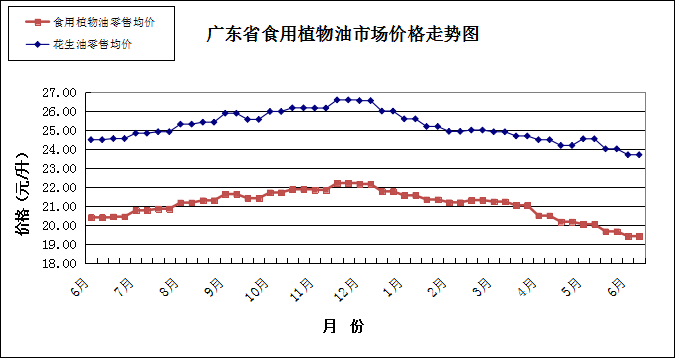 食用植物油零售均价
花生油零售均价
广东省食用植物油市场价格走势图
价格（元/升）
27.00
26.00
25.00
24.00
23.00
22.00
21.00
20.00
19.00
18.00
6月 7月 8月 9月 10月 11月 12月 1月 2月 3月 4月 5月 6月
月 份